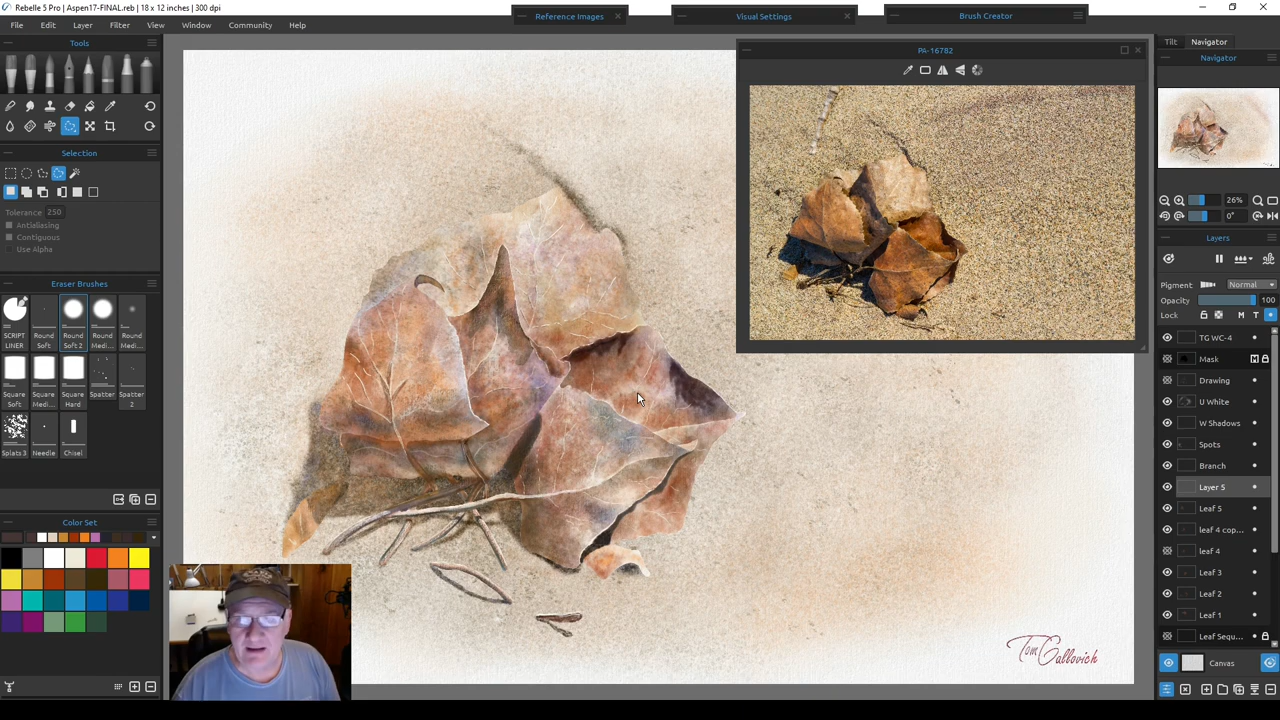 Rebelle 5 Pro | Aspen17-FINAL.reb | 18 x 12 inches | 300 dpi
File Edit Layer Filter View Window Community Help
Reference Images
Visual Settings
Brush Creator
Tools
Selection
Tolerance 250
Antialiasing
Contiguous
Use Alpha
Eraser Brushes
SCRIPT LINER
Round Soft
Round Soft 2
Round Medi...
Round Medi...
Square Soft
Square Medi...
Square Hard
Spatter
Spatter 2
Splats 3
Needle
Chisel
Color Set
PA-16782
Tom Gallovich
Tilt Navigator
Navigator
26%
0°
Layers
Pigment Normal
Opacity 100
Lock M T
TG WC-4
Mask
Drawing
U White
W Shadows
Spots
Branch
Layer 5
Leaf 5
leaf 4 cop...
leaf 4
Leaf 3
Leaf 2
Leaf 1
Leaf Sequ...
Canvas